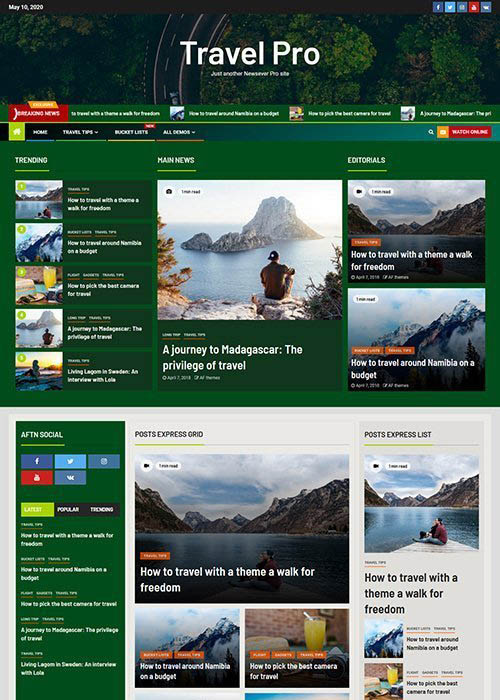 May 10, 2020
Travel Pro
Just another Newsever Pro site
EXCLUSIVE
BREAKING NEWS
to travel with a theme a walk for freedom
How to travel around Namibia on a budget
How to pick the best camera for travel
A journey to Madagascar: The pri
HOME
TRAVEL TIPS
BUCKET LISTS
NEW
ALL DEMOS
WATCH ONLINE
TRENDING
1
TRAVEL TIPS
How to travel with a theme a
walk for freedom
2
BUCKET LISTS TRAVEL TIPS
How to travel around Namibia
on a budget
3
FLIGHT GADGETS TRAVEL TIPS
How to pick the best camera
for travel
4
LONG TRIP TRAVEL TIPS
A journey to Madagascar: The
privilege of travel
5
TRAVEL TIPS
Living Lagom in Sweden: An
interview with Lola
MAIN NEWS
1 min read
LONG TRIP TRAVEL TIPS
A journey to Madagascar: The
privilege of travel
April 7, 2018 AF themes
EDITORIALS
1 min read
TRAVEL TIPS
How to travel with a theme a walk
for freedom
April 7, 2018 AF themes
1 min read
BUCKET LISTS TRAVEL TIPS
How to travel around Namibia on a
budget
April 7, 2018 AF themes
AFTN SOCIAL
LATEST
POPULAR
TRENDING
TRAVEL TIPS
How to travel with a theme a walk for
freedom
BUCKET LISTS TRAVEL TIPS
How to travel around Namibia on a
budget
FLIGHT GADGETS TRAVEL TIPS
How to pick the best camera for travel
LONG TRIP TRAVEL TIPS
A journey to Madagascar: The privilege
of travel
TRAVEL TIPS
Living Lagom in Sweden: An interview
with Lola
POSTS EXPRESS GRID
1 min read
TRAVEL TIPS
How to travel with a theme a walk for
freedom
BUCKET LISTS TRAVEL TIPS
How to travel around Namibia
on a budget
FLIGHT GADGETS TRAVEL TIPS
How to pick the best camera
for travel
POSTS EXPRESS LIST
1 min read
TRAVEL TIPS
How to travel with a
theme a walk for
freedom
BUCKET LISTS TRAVEL TIPS
How to travel around
Namibia on a budget
FLIGHT GADGETS
TRAVEL TIPS
How to pick the best
camera for travel